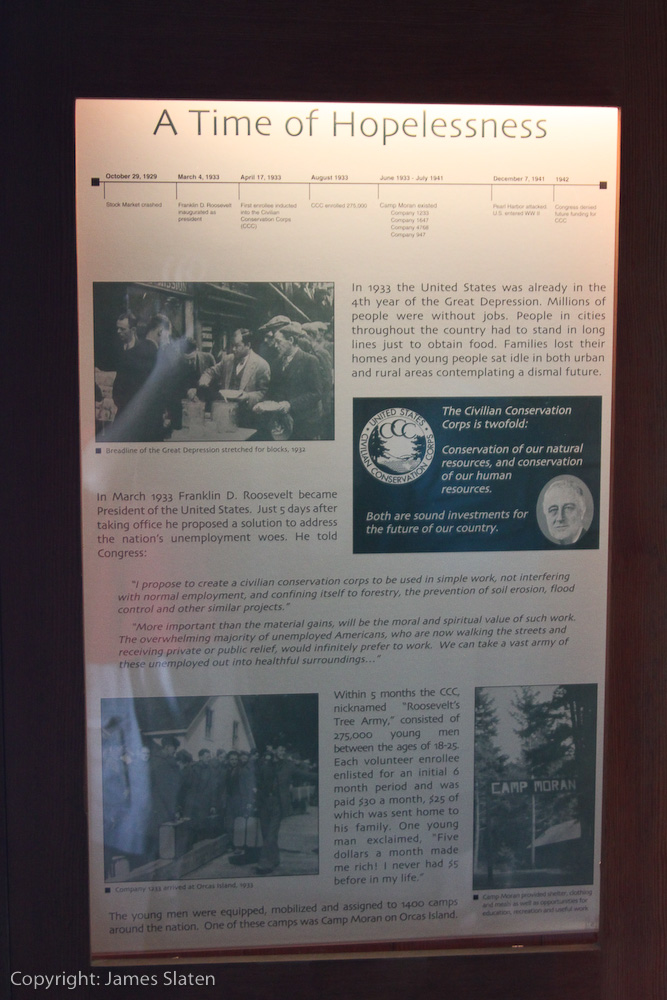 A Time of Hopelessness
October 29, 1929
Stock Market crashed
March 4, 1933
Franklin D. Roosevelt
inaugurated as
president
April 17, 1933
First enrollee inducted
into the Civilian
Conservation Corps
(CCC)
August 1933
CCC enrolled 275,000
June 1933 - July 1941
Camp Moran existed
Company 1233
Company 1647
Company 4768
Company 947
December 7, 1941
Pearl Harbor attacked
U.S. entered WW II
1942
Congress denied
future funding for
CCC
In 1933 the United States was already in the
4th year of the Great Depression. Millions of
people were without jobs. People in cities
throughout the country had to stand in long
lines just to obtain food. Families lost their
homes and young people sat idle in both urban
and rural areas contemplating a dismal future.
Breadline of the Great Depression stretched for blocks, 1932
UNITED STATES
CCC
CIVILIAN CONSERVATION CORPS
The Civilian Conservation
Corps is twofold:
Conservation of our natural
resources, and conservation
of our human
resources.
Both are sound investments for
the future of our country.
In March 1933 Franklin D. Roosevelt became
President of the United States. Just 5 days after
taking office he proposed a solution to address
the nation's unemployment woes. He told
Congress:
"I propose to create a civilian conservation corps to be used in simple work, not interfering
with normal employment, and confining itself to forestry, the prevention of soil erosion, flood
control and other similar projects."
"More important than the material gains, will be the moral and spiritual value of such work.
The overwhelming majority of unemployed Americans, who are now walking the streets and
receiving private or public relief, would infinitely prefer to work. We can take a vast army of
these unemployed out into healthful surroundings..."
Within 5 months the CCC,
nicknamed "Roosevelt's
Tree Army," consisted of
275,000 young men
between the ages of 18-25.
Each volunteer enrollee
enlisted for an initial 6
month period and was
paid $30 a month, $25 of
which was sent home to
his family. One young
man exclaimed, "Five
dollars a month made
me rich! I never had $5
before in my life."
CAMP MORAN
Company 1233 arrived at Orcas Island, 1933
Camp Moran provided shelter, clothing
and meals as well as opportunities for
education, recreation and useful work
The young men were equipped, mobilized and assigned to 1400 camps
around the nation. One of these camps was Camp Moran on Orcas Island.
Copyright: James Slaten